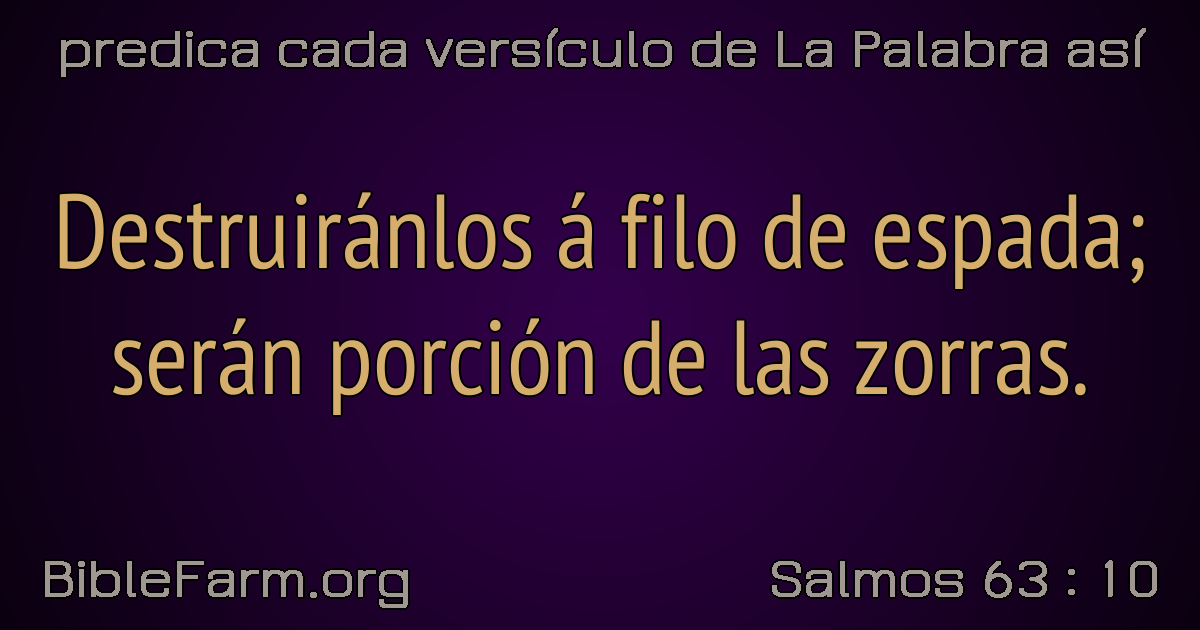 predica cada versículo de La Palabra así
Destruiránlos á filo de espada;
serán porción de las zorras.
BibleFarm.org
Salmos 63 : 10